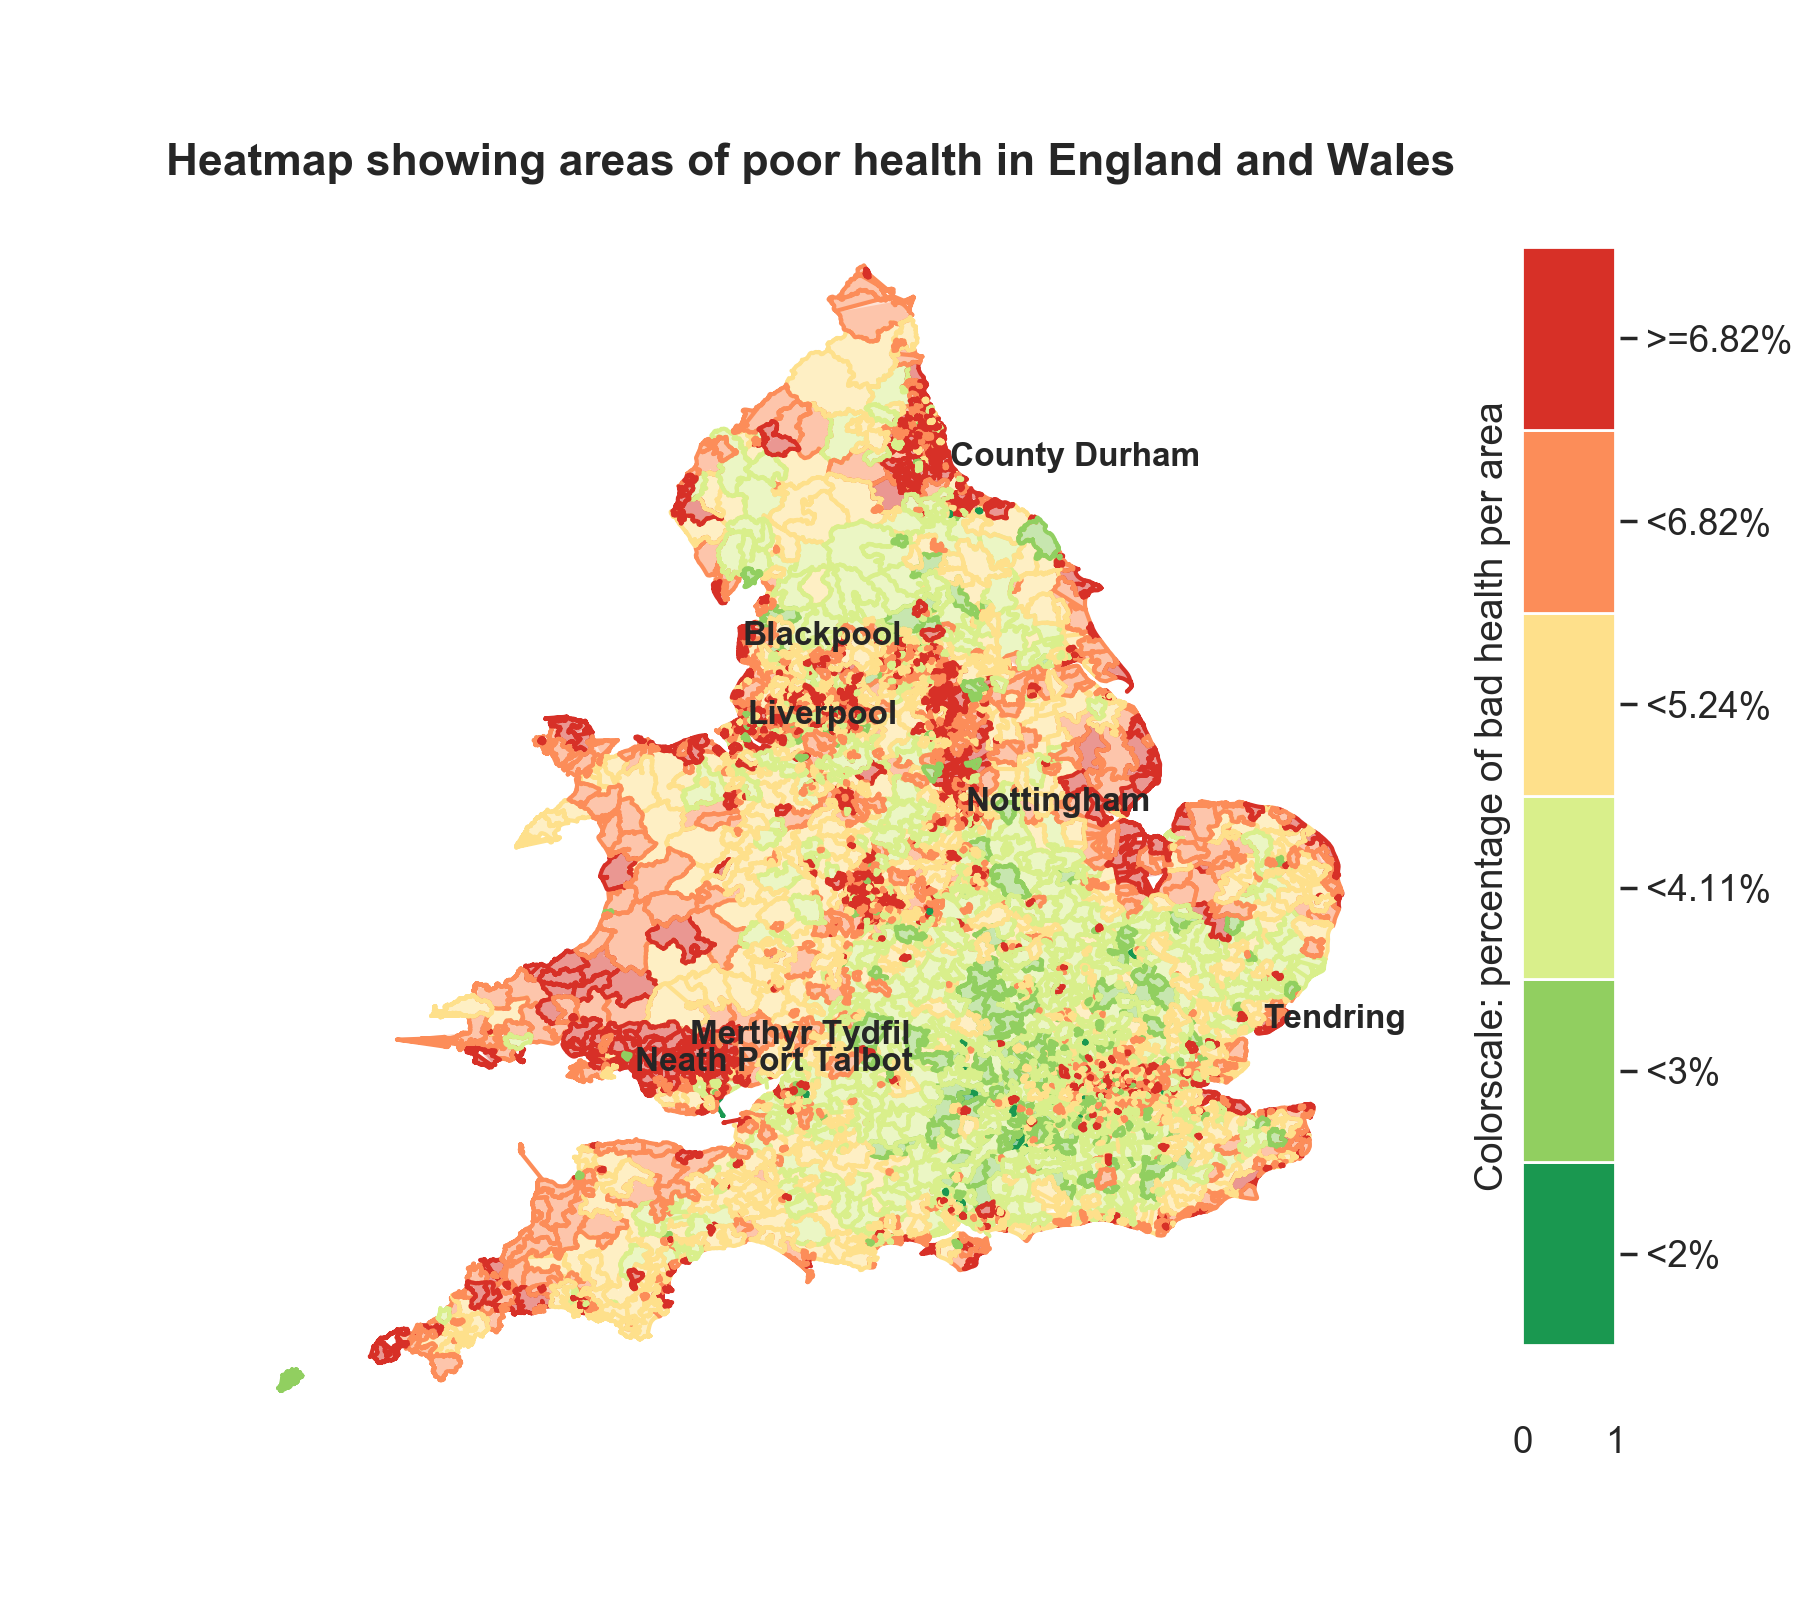 Heatmap showing areas of poor health in England and Wales
County Durham
Blackpool
Liverpool
Nottingham
Tendring
Merthyr Tydfil
Neath Port Talbot
Colorscale: percentage of bad health per area
>=6.82%
<6.82%
<5.24%
<4.11%
<3%
<2%
0 1